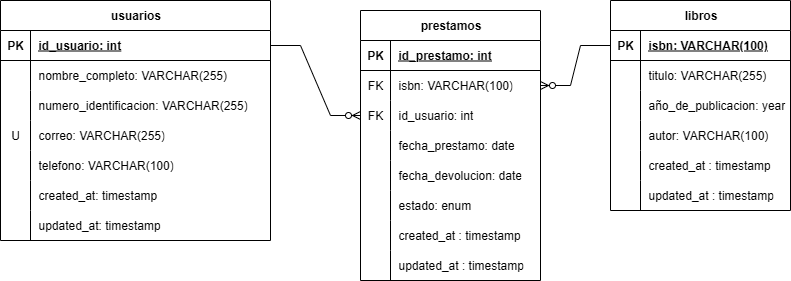 usuarios
PK id_usuario: int
nombre_completo: VARCHAR(255)
numero_identificacion: VARCHAR(255)
U correo: VARCHAR(255)
telefono: VARCHAR(100)
created_at: timestamp
updated_at: timestamp
prestamos
PK id_prestamo: int
FK isbn: VARCHAR(100)
FK id_usuario: int
fecha_prestamo: date
fecha_devolucion: date
estado: enum
created_at : timestamp
updated_at : timestamp
libros
PK isbn: VARCHAR(100)
titulo: VARCHAR(255)
año_de_publicacion: year
autor: VARCHAR(100)
created_at : timestamp
updated_at : timestamp